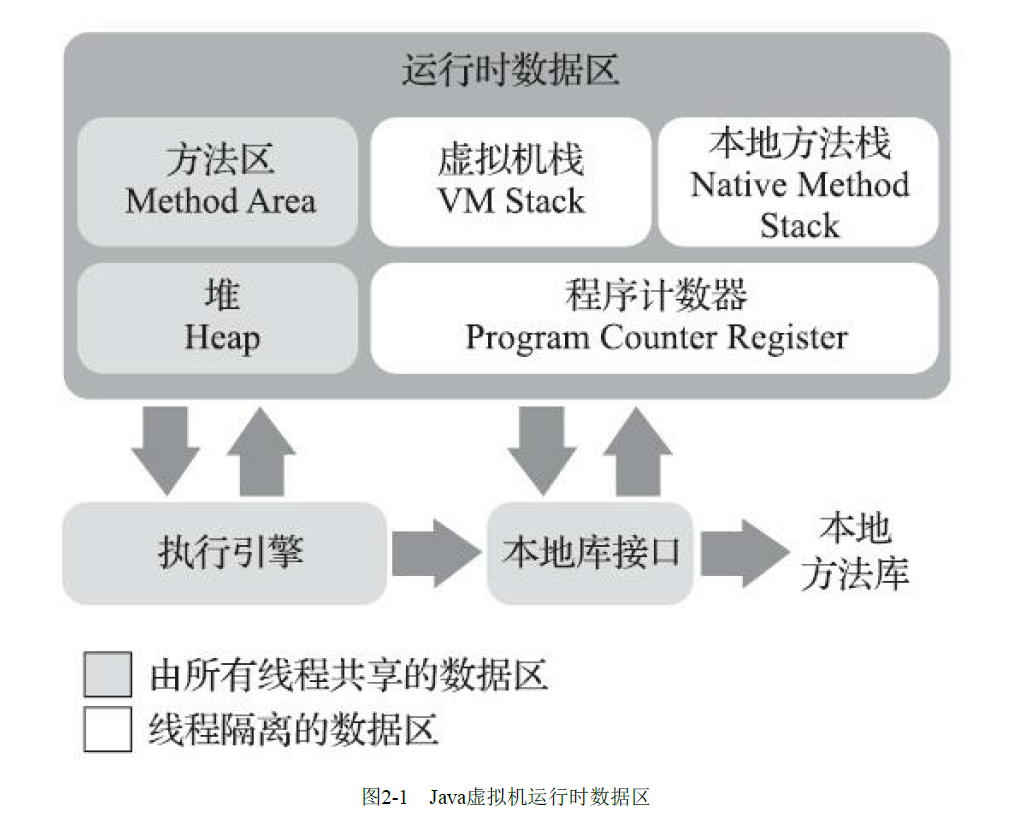 运行时数据区
方法区
Method Area
虚拟机栈
VM Stack
本地方法栈
Native Method
Stack
堆
Heap
程序计数器
Program Counter Register
执行引擎
本地库接口
本地
方法库
由所有线程共享的数据区
线程隔离的数据区
图2-1 Java虚拟机运行时数据区